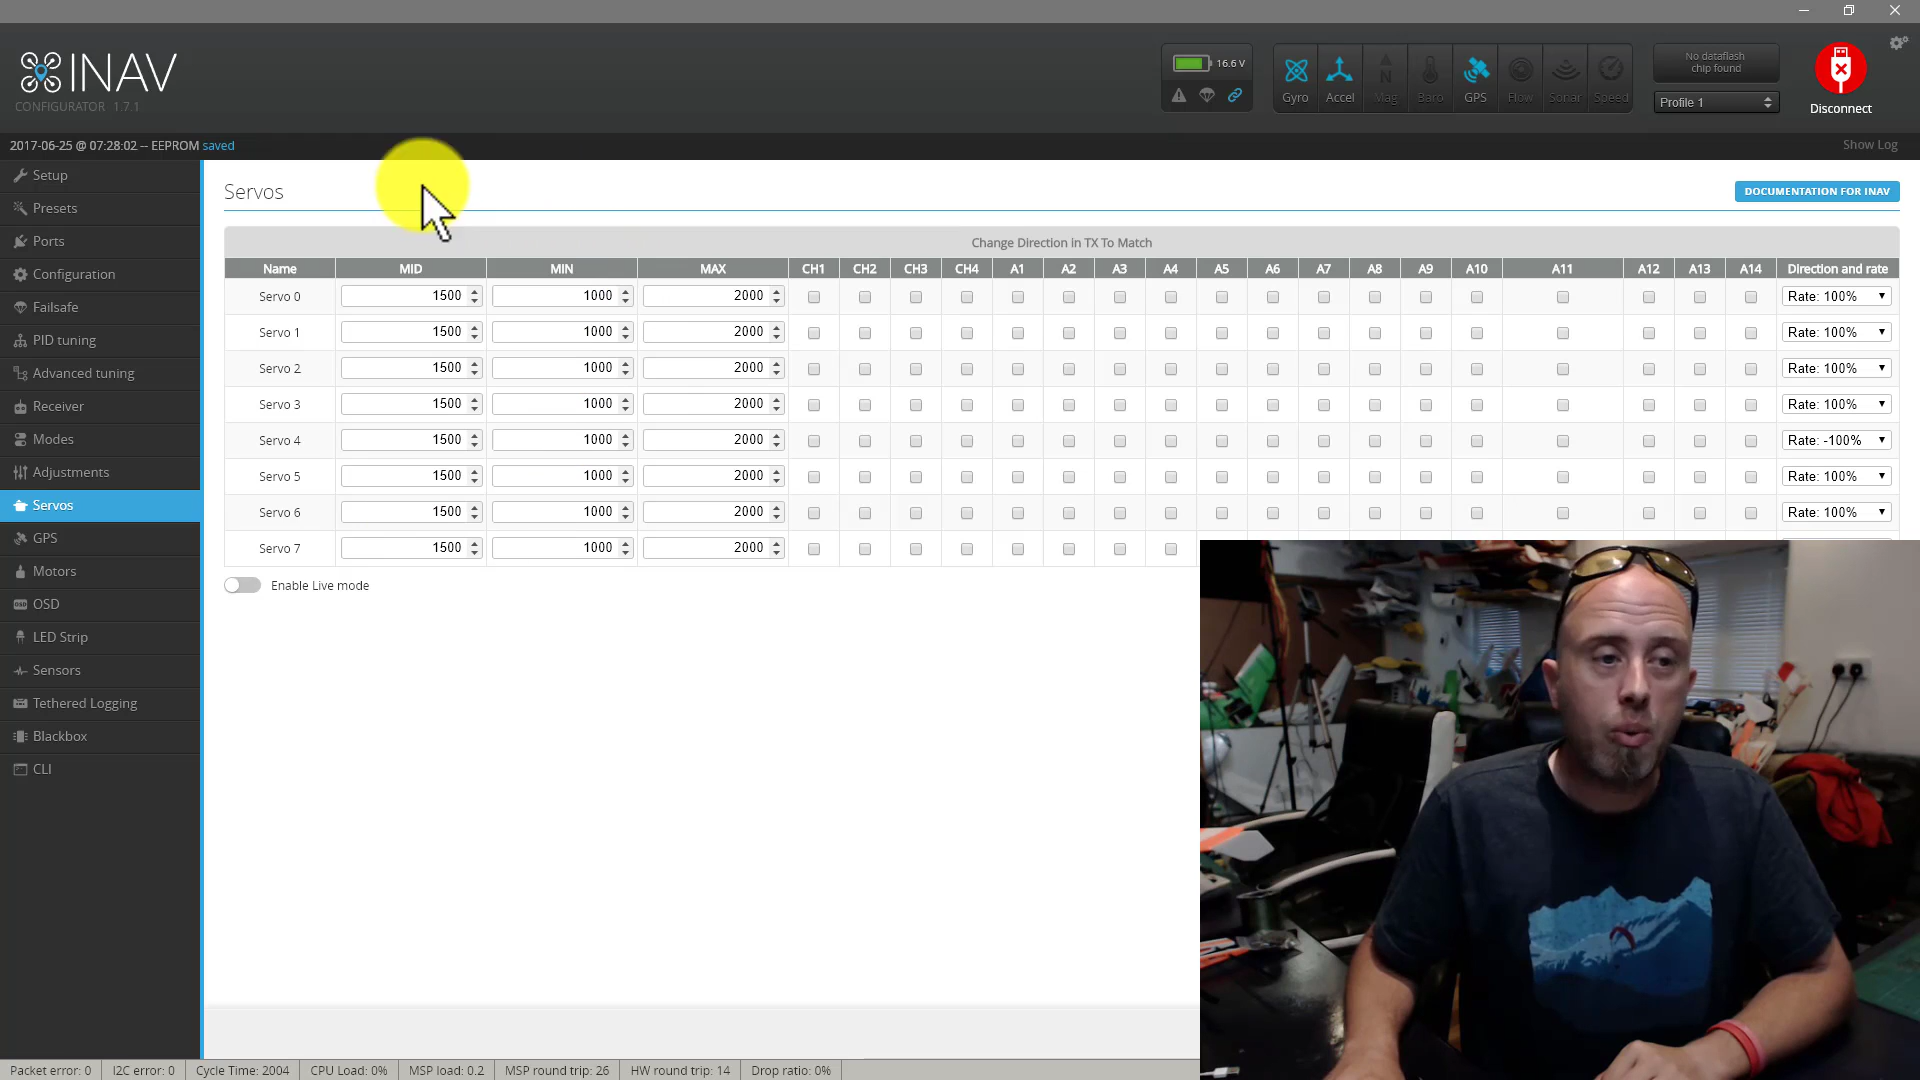 INAV
CONFIGURATOR 1.7.1
16.6 V
Gyro Accel Mag Baro GPS Flow Sonar Speed
No dataflash
chip found
Profile 1
Disconnect
2017-06-25 @ 07:28:02 -- EEPROM saved
Show Log
Setup
Presets
Ports
Configuration
Failsafe
PID tuning
Advanced tuning
Receiver
Modes
Adjustments
Servos
GPS
Motors
OSD
LED Strip
Sensors
Tethered Logging
Blackbox
CLI
Servos
DOCUMENTATION FOR INAV
Change Direction in TX To Match
Name MID MIN MAX CH1 CH2 CH3 CH4 A1 A2 A3 A4 A5 A6 A7 A8 A9 A10 A11 A12 A13 A14 Direction and rate
Servo 0 1500 1000 2000 Rate: 100%
Servo 1 1500 1000 2000 Rate: 100%
Servo 2 1500 1000 2000 Rate: 100%
Servo 3 1500 1000 2000 Rate: 100%
Servo 4 1500 1000 2000 Rate: -100%
Servo 5 1500 1000 2000 Rate: 100%
Servo 6 1500 1000 2000 Rate: 100%
Servo 7 1500 1000 2000
Enable Live mode
Packet error: 0 I2C error: 0 Cycle Time: 2004 CPU Load: 0% MSP load: 0.2 MSP round trip: 26 HW round trip: 14 Drop ratio: 0%